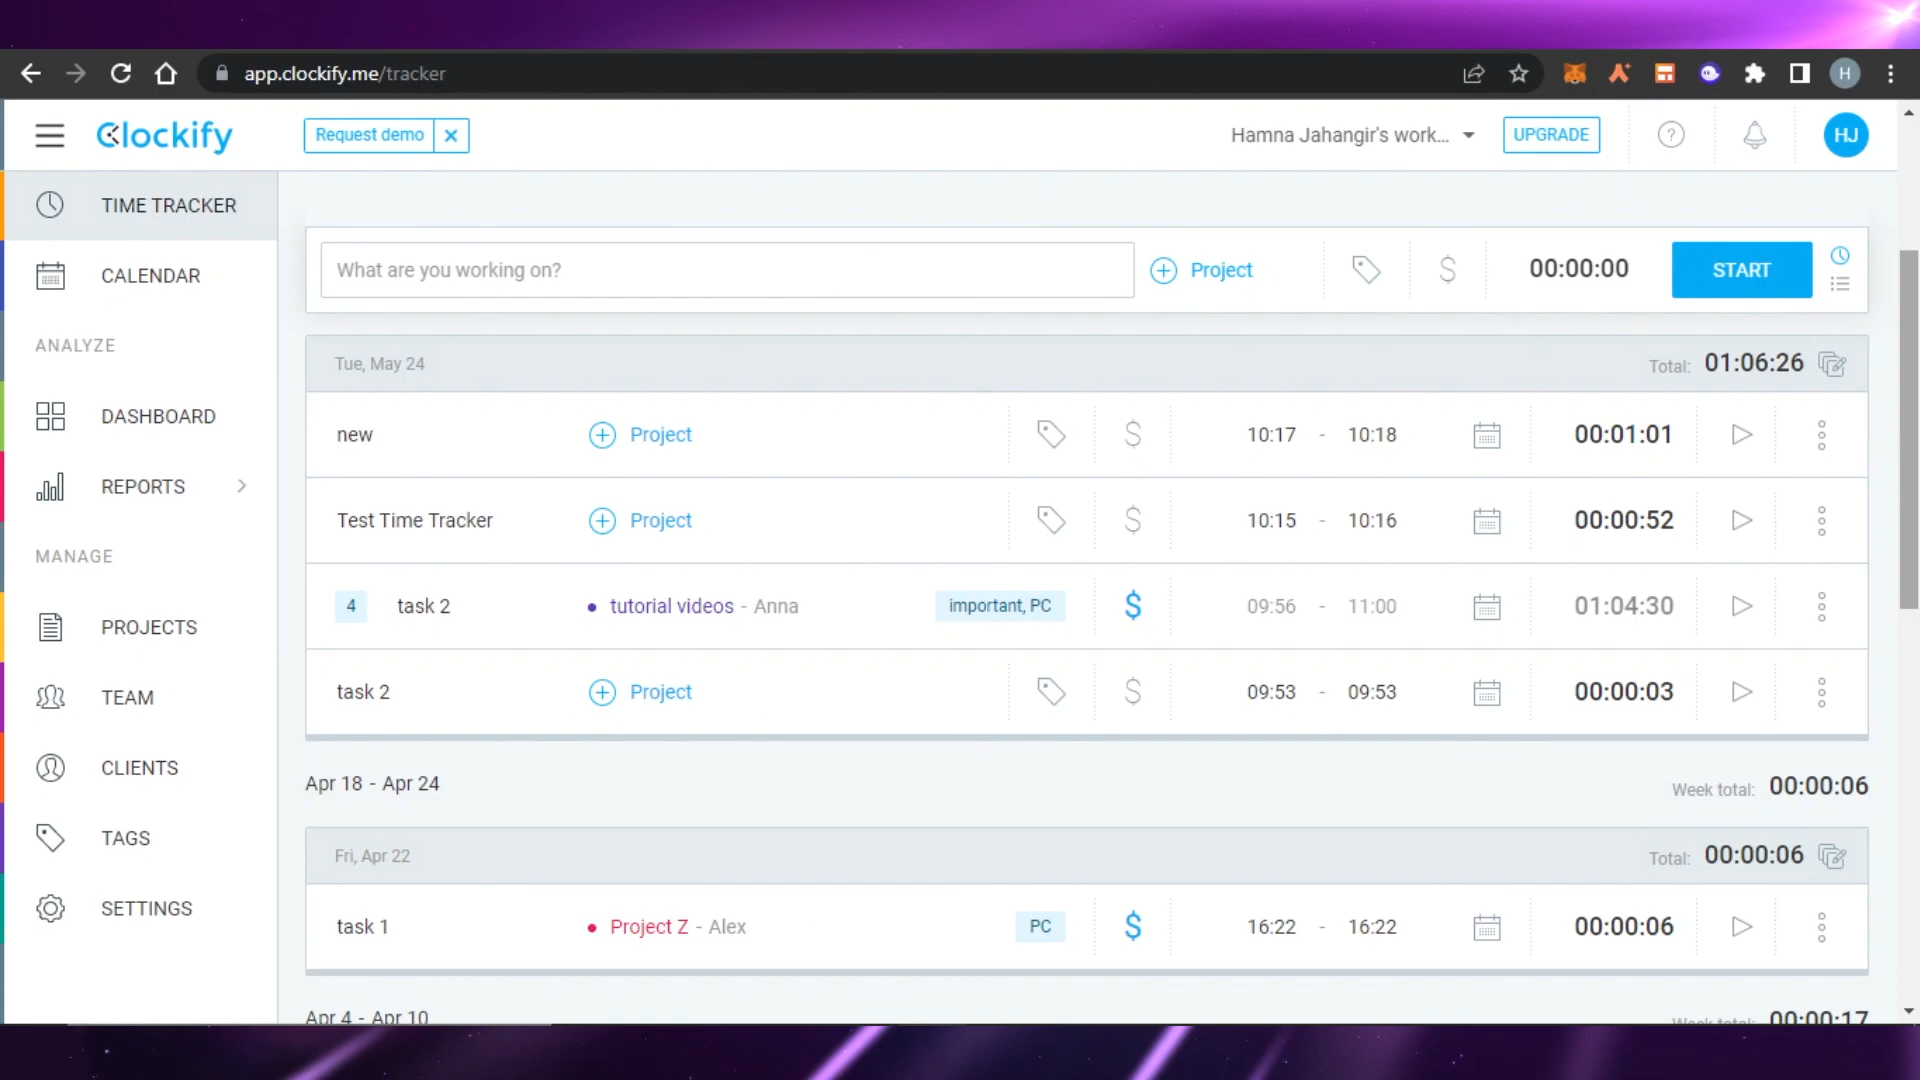 app.clockify.me/tracker
H
Clockify
Request demo
Hamna Jahangir's work...
UPGRADE
?
HJ
TIME TRACKER
CALENDAR
ANALYZE
DASHBOARD
REPORTS
MANAGE
PROJECTS
TEAM
CLIENTS
TAGS
SETTINGS
What are you working on?
Project
$
00:00:00
START
Tue, May 24
Total: 01:06:26
new
Project
$
10:17 - 10:18
00:01:01
Test Time Tracker
Project
$
10:15 - 10:16
00:00:52
4
task 2
tutorial videos - Anna
important, PC
$
09:56 - 11:00
01:04:30
task 2
Project
$
09:53 - 09:53
00:00:03
Apr 18 - Apr 24
Week total: 00:00:06
Fri, Apr 22
Total: 00:00:06
task 1
Project Z - Alex
PC
$
16:22 - 16:22
00:00:06
Apr 4 - Apr 10
Week total: 00:00:17